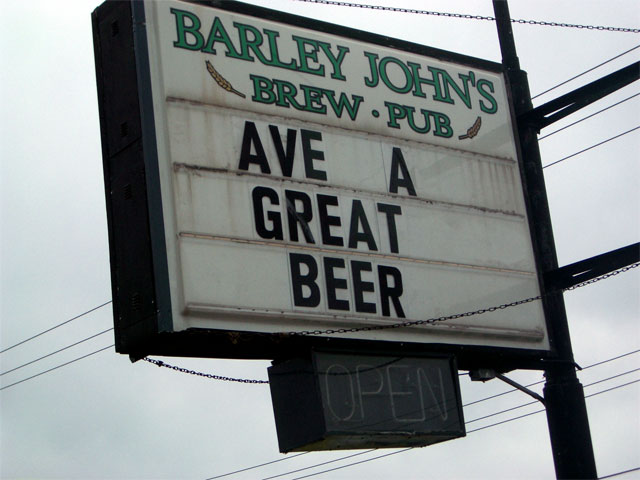 BARLEY JOHN'S
BREW · PUB
AVE A
GREAT
BEER
OPEN